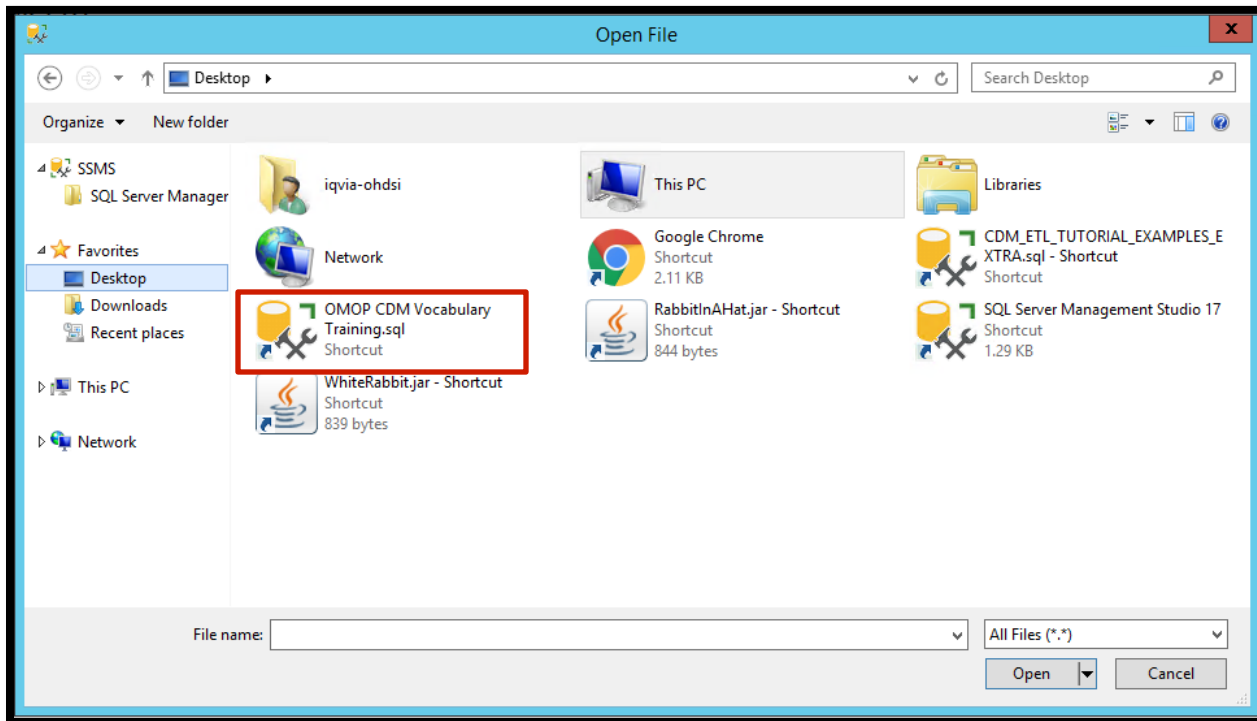 Open File
x
Desktop
Search Desktop
Organize
New folder
SSMS
SQL Server Manager
Favorites
Desktop
Downloads
Recent places
This PC
Network
iqvia-ohdsi
This PC
Libraries
Network
Google Chrome
Shortcut
2.11 KB
CDM_ETL_TUTORIAL_EXAMPLES_E
XTRA.sql - Shortcut
Shortcut
OMOP CDM Vocabulary
Training.sql
Shortcut
RabbitInAHat.jar - Shortcut
Shortcut
844 bytes
SQL Server Management Studio 17
Shortcut
1.29 KB
WhiteRabbit.jar - Shortcut
Shortcut
839 bytes
File name:
All Files (*.*)
Open
Cancel